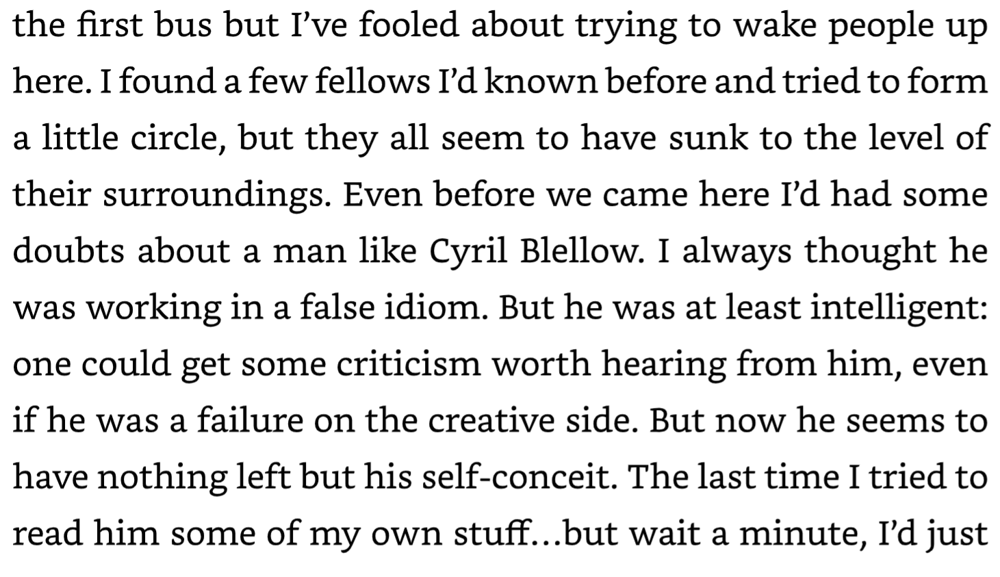 the first bus but I’ve fooled about trying to wake people up
here. I found a few fellows I’d known before and tried to form
a little circle, but they all seem to have sunk to the level of
their surroundings. Even before we came here I’d had some
doubts about a man like Cyril Blellow. I always thought he
was working in a false idiom. But he was at least intelligent:
one could get some criticism worth hearing from him, even
if he was a failure on the creative side. But now he seems to
have nothing left but his self-conceit. The last time I tried to
read him some of my own stuff…but wait a minute, I’d just